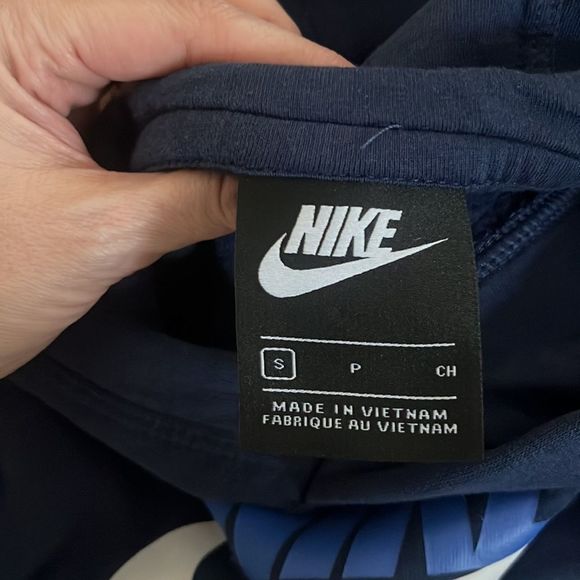 NIKE
S P CH
MADE IN VIETNAM
FABRIQUE AU VIETNAM